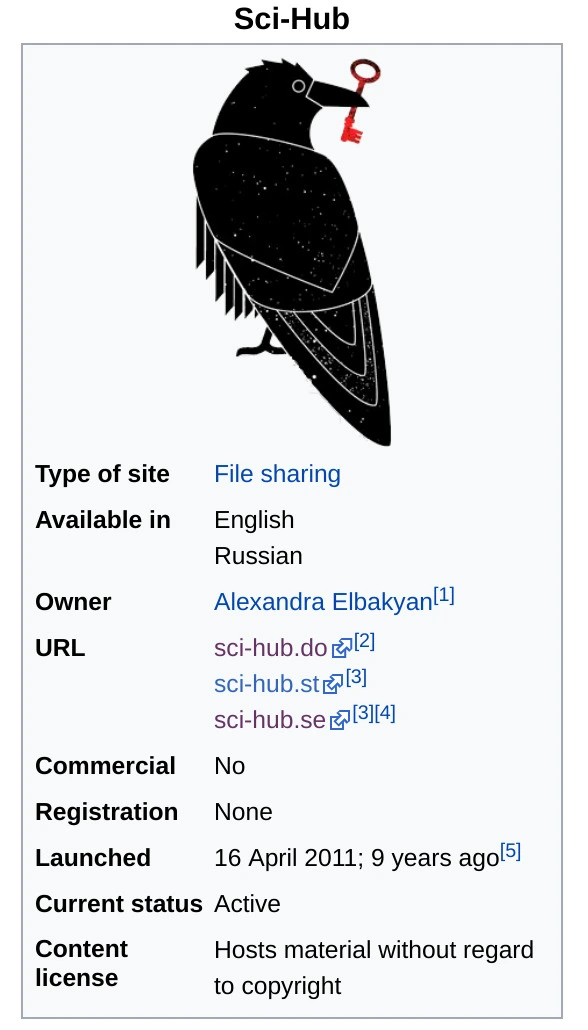 Sci-Hub
Type of site File sharing
Available in English
Russian
Owner Alexandra Elbakyan[1]
URL sci-hub.do[2]
sci-hub.st[3]
sci-hub.se[3][4]
Commercial No
Registration None
Launched 16 April 2011; 9 years ago[5]
Current status Active
Content license Hosts material without regard
to copyright